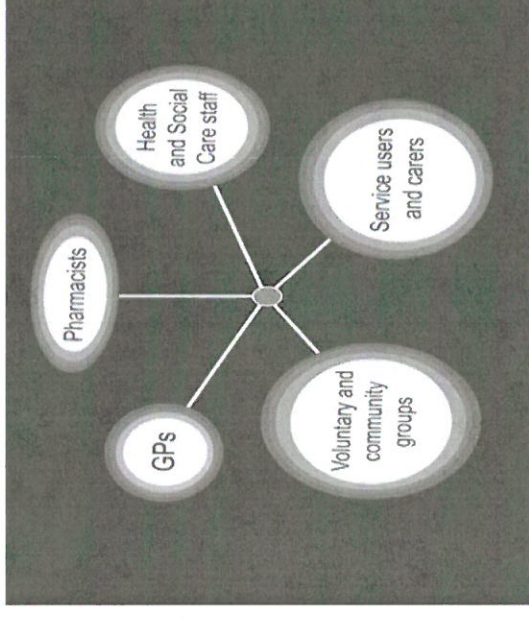 Pharmacists
Health
and Social
Care staff
Service users
and carers
Voluntary and
community
groups
GPs